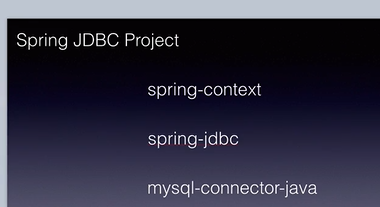 Spring JDBC Project
spring-context
spring-jdbc
mysql-connector-java